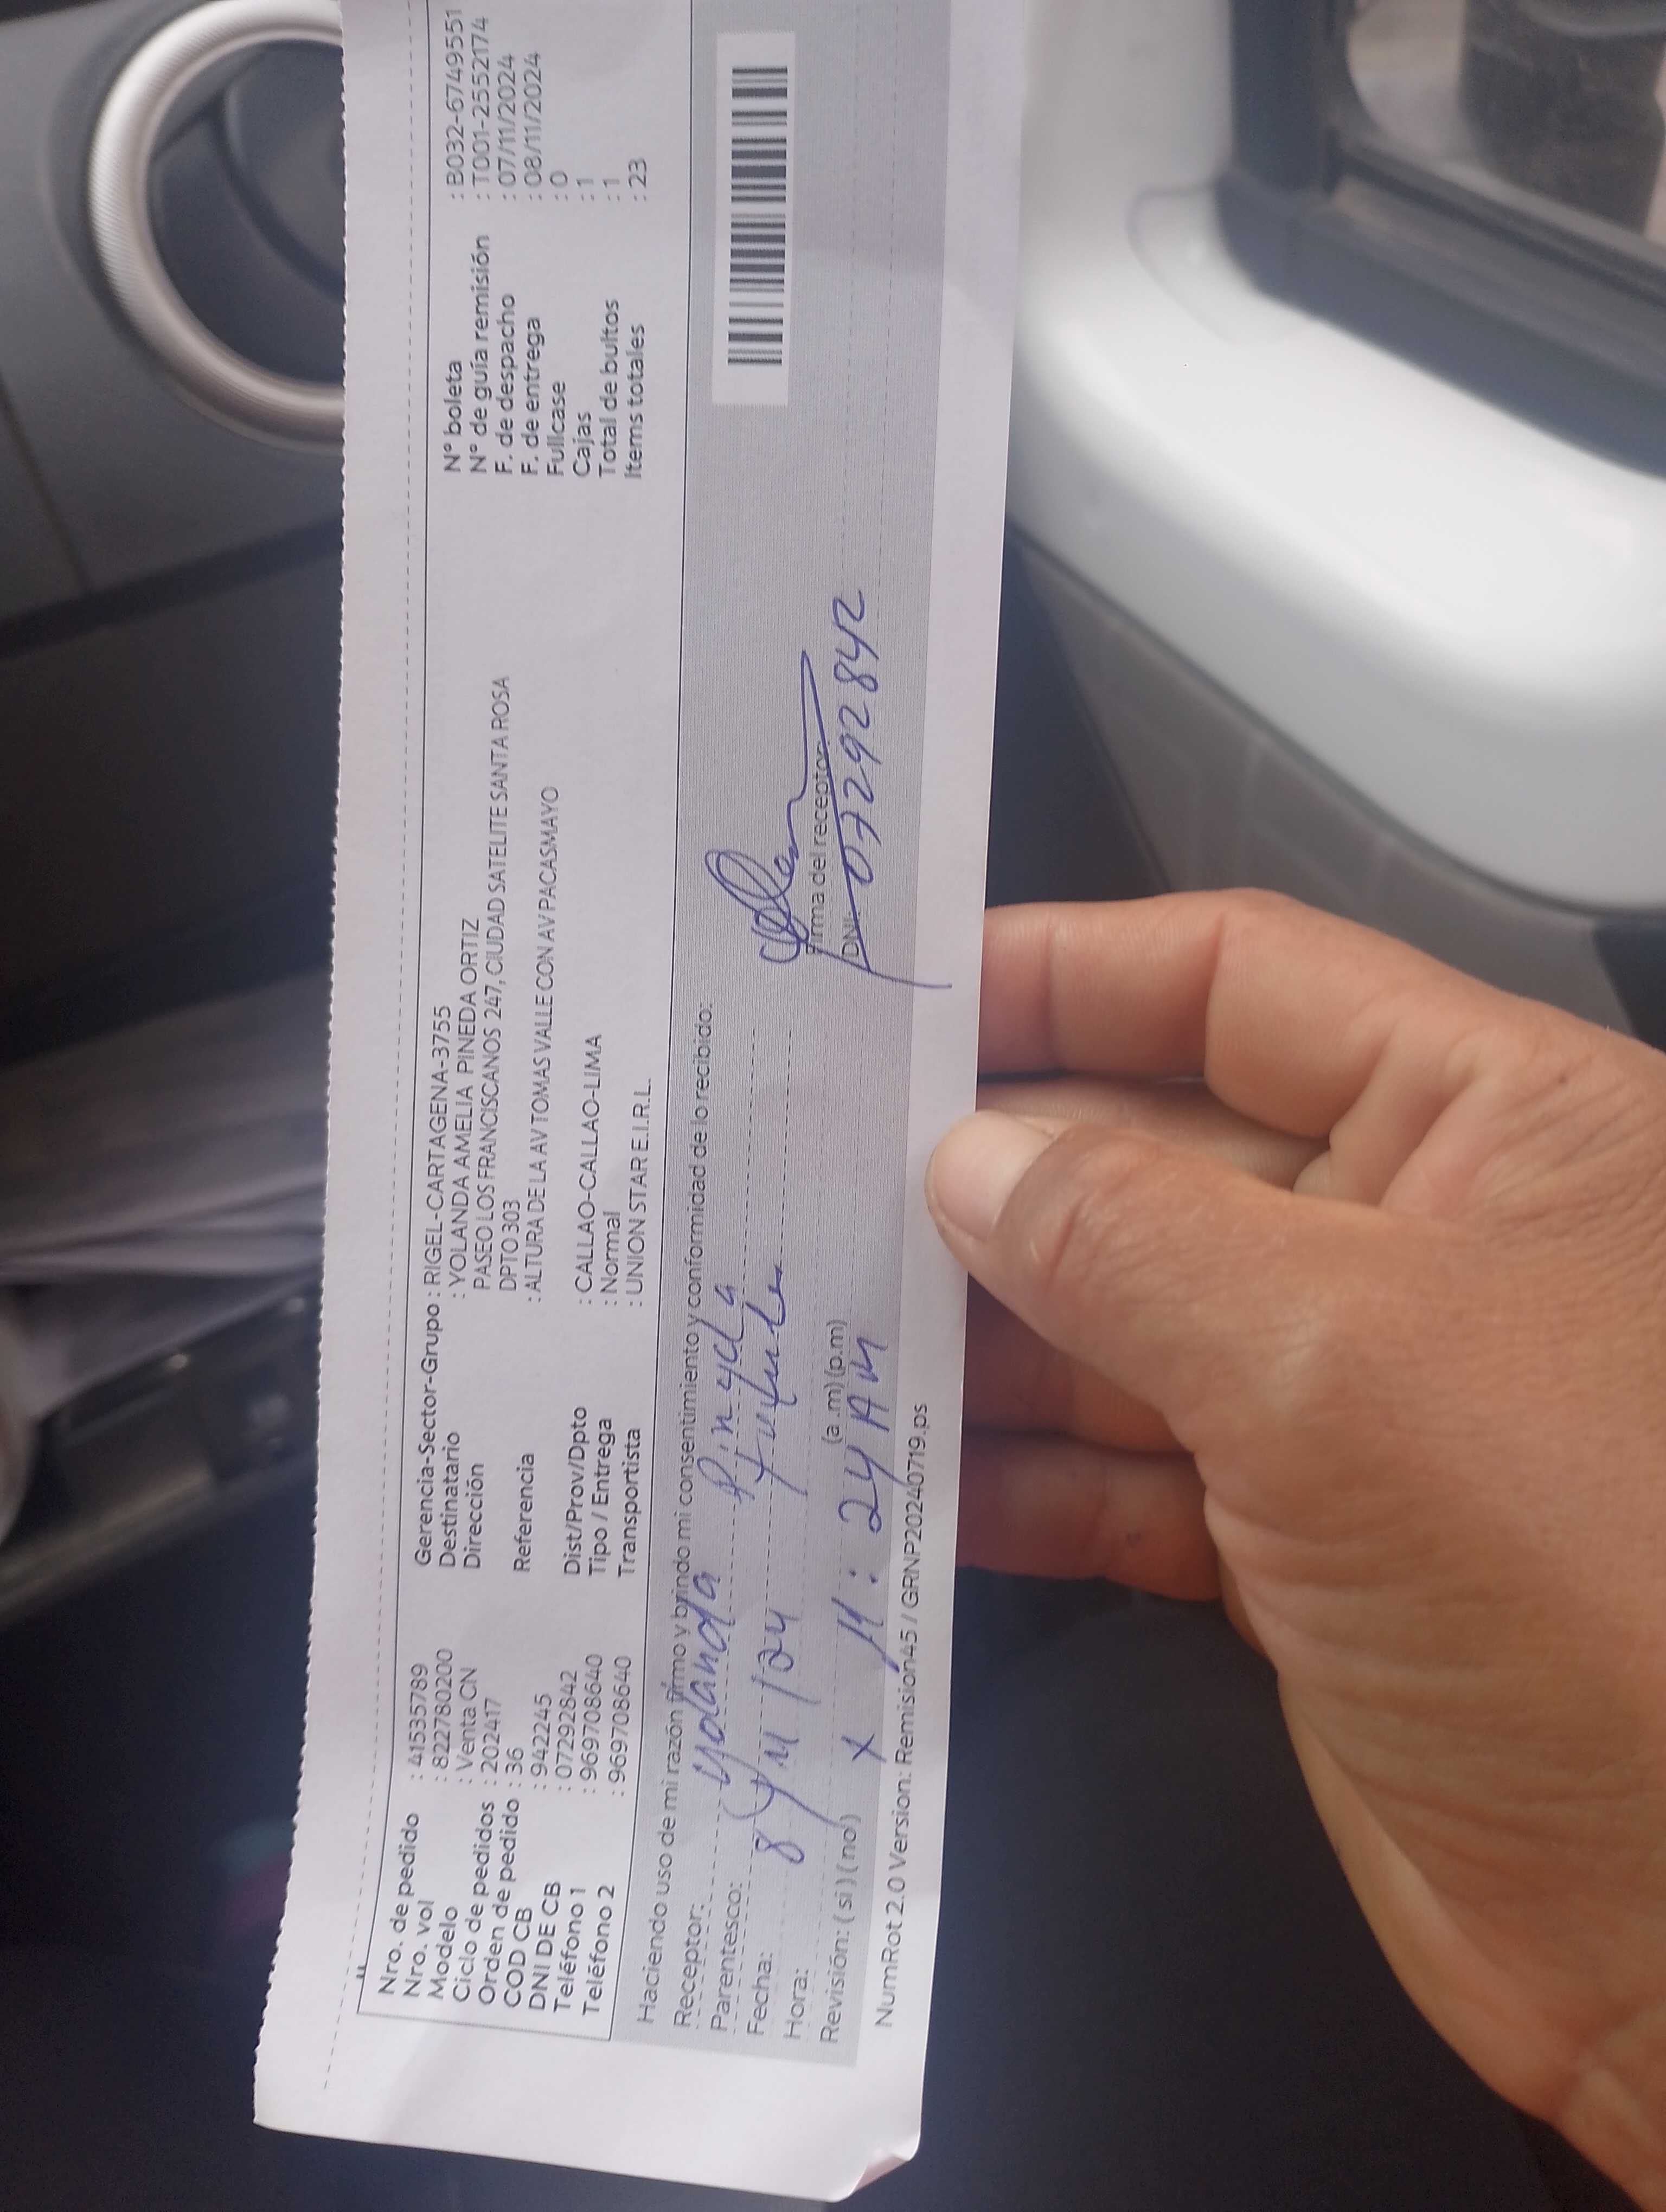 Nro. de pedido : 41535789
Nro. vol : 822780200
Modelo : Venta CN
Ciclo de pedidos : 202417
Orden de pedido : 36
COD CB : 942245
DNI DE CB : 07292842
Teléfono 1 : 969708640
Teléfono 2 : 969708640
Gerencia-Sector-Grupo : RIGEL-CARTAGENA-3755
Destinatario : YOLANDA AMELIA PINEDA ORTIZ
Dirección PASEO LOS FRANCISCANOS 247, CIUDAD SATELITE SANTA ROSA
DPTO 303
Referencia : ALTURA DE LA AV TOMAS VALLE CON AV PACASMAYO
Dist/Prov/Dpto : CALLAO-CALLAO-LIMA
Tipo / Entrega : Normal
Transportista : UNION STAR E.I.R.L.
N° boleta : B032-6749551
N° de guía remisión : T001-25552174
F. de despacho : 07/11/2024
F. de entrega : 08/11/2024
Fullcase : 0
Cajas : 1
Total de bultos : 1
Items totales : 23
Haciendo uso de mi razón firmo y brindo mi consentimiento y conformidad de lo recibido:
Receptor: Yolanda Pineda
Parentesco:
Fecha: 8/11/24
Hora: 11:24 AM (a.m) (p.m)
Revisión: ( si ) ( no ) x
Firma del receptor
DNI: 07292842
NumRot 2.0 Version: Remision45 / GRNP20240719.ps